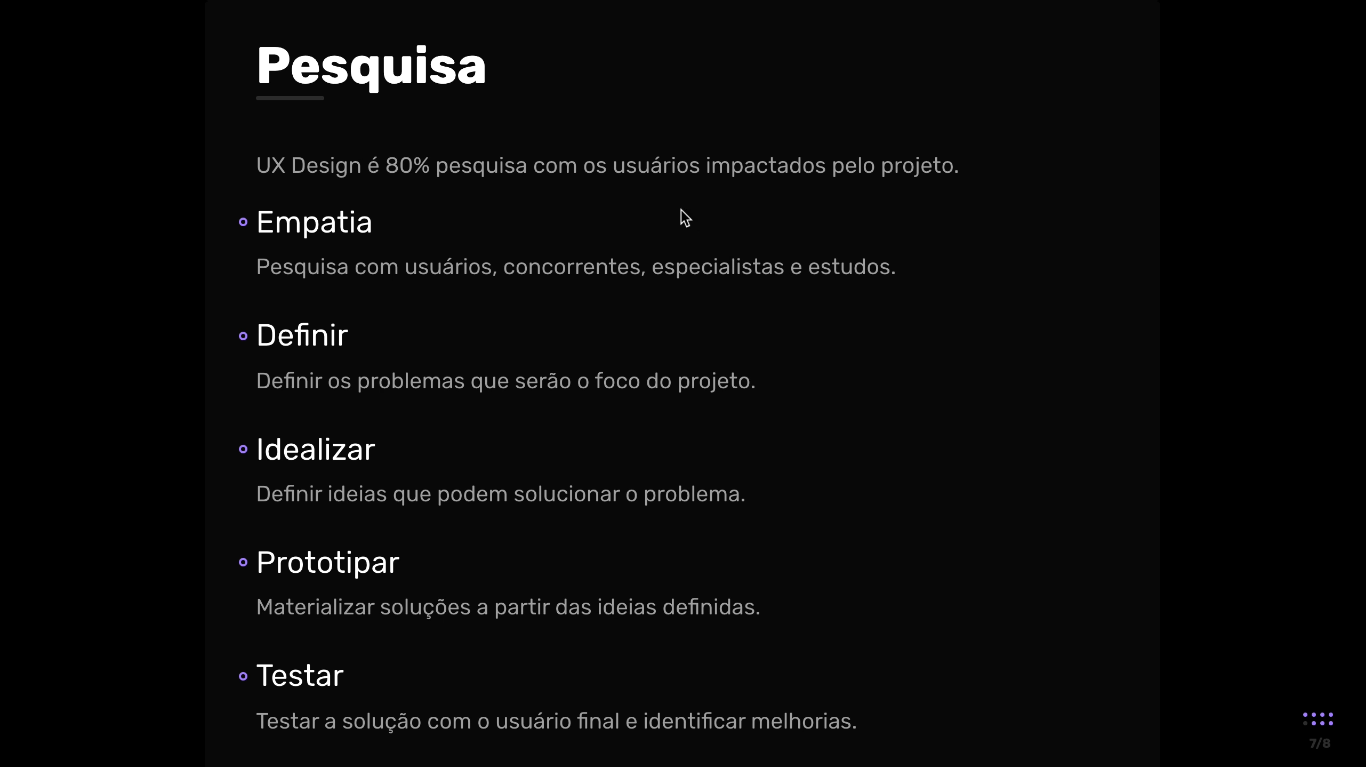 Pesquisa
UX Design é 80% pesquisa com os usuários impactados pelo projeto.
Empatia
Pesquisa com usuários, concorrentes, especialistas e estudos.
Definir
Definir os problemas que serão o foco do projeto.
Idealizar
Definir ideias que podem solucionar o problema.
Prototipar
Materializar soluções a partir das ideias definidas.
Testar
Testar a solução com o usuário final e identificar melhorias.
7/8